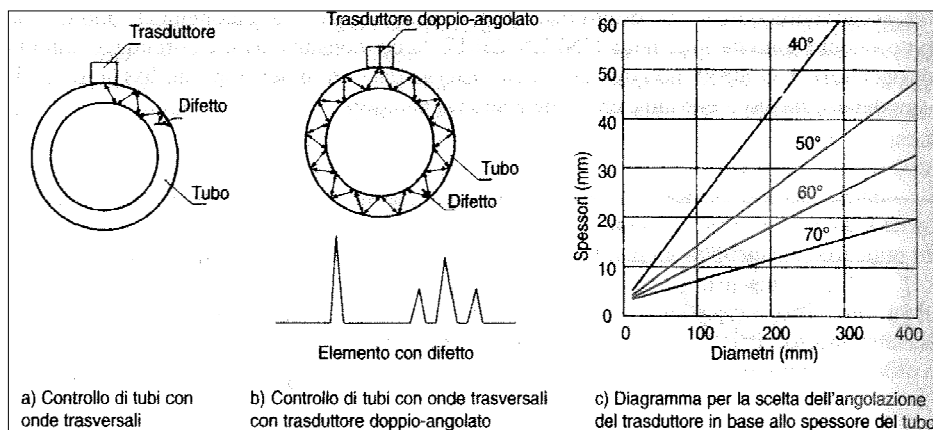 Trasduttore
Difetto
Tubo
a) Controllo di tubi con
onde trasversali
Trasduttore doppio-angolato
Tubo
Difetto
Elemento con difetto
b) Controllo di tubi con onde trasversali
con trasduttore doppio-angolato
Spessori (mm)
60
50
40
30
20
10
0
40°
50°
60°
70°
0 100 200 300 400
Diametri (mm)
c) Diagramma per la scelta dell'angolazione
del trasduttore in base allo spessore del tubo